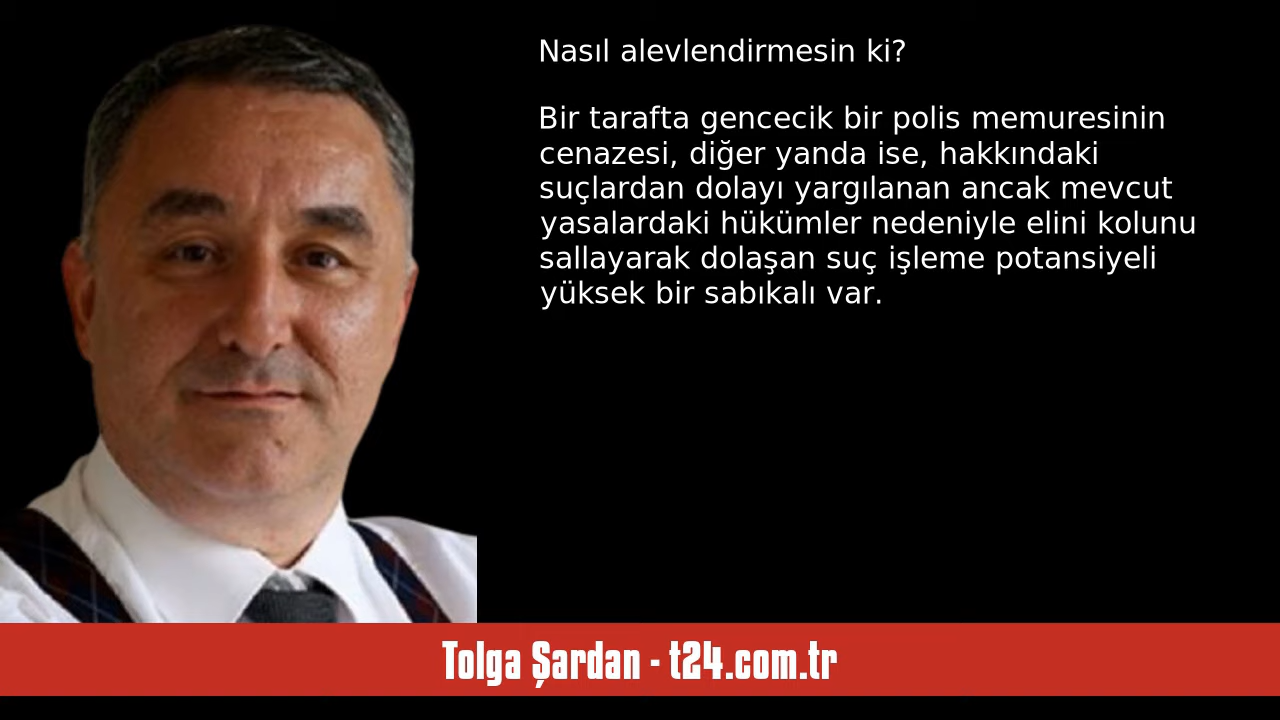 Nasıl alevlendirmesin ki?
Bir tarafta gencecik bir polis memuresinin
cenazesi, diğer yanda ise, hakkındaki
suçlardan dolayı yargılanan ancak mevcut
yasalardaki hükümler nedeniyle elini kolunu
sallayarak dolaşan suç işleme potansiyeli
yüksek bir sabıkalı var.
Tolga Şardan - t24.com.tr